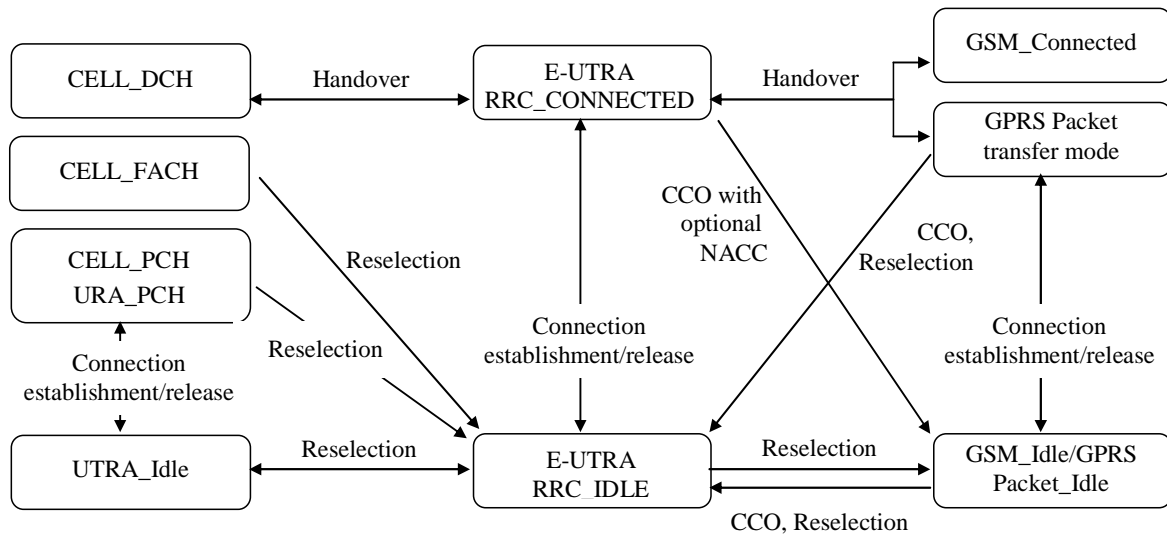 CELL_DCH
Handover
E-UTRA
RRC_CONNECTED
Handover
GSM_Connected
GPRS Packet
transfer mode
CELL_FACH
CCO with
optional
NACC
CCO,
Reselection
CELL_PCH
URA_PCH
Reselection
Reselection
Connection
establishment/release
Connection
establishment/release
Connection
establishment/release
UTRA_Idle
Reselection
E-UTRA
RRC_IDLE
Reselection
CCO, Reselection
GSM_Idle/GPRS
Packet_Idle